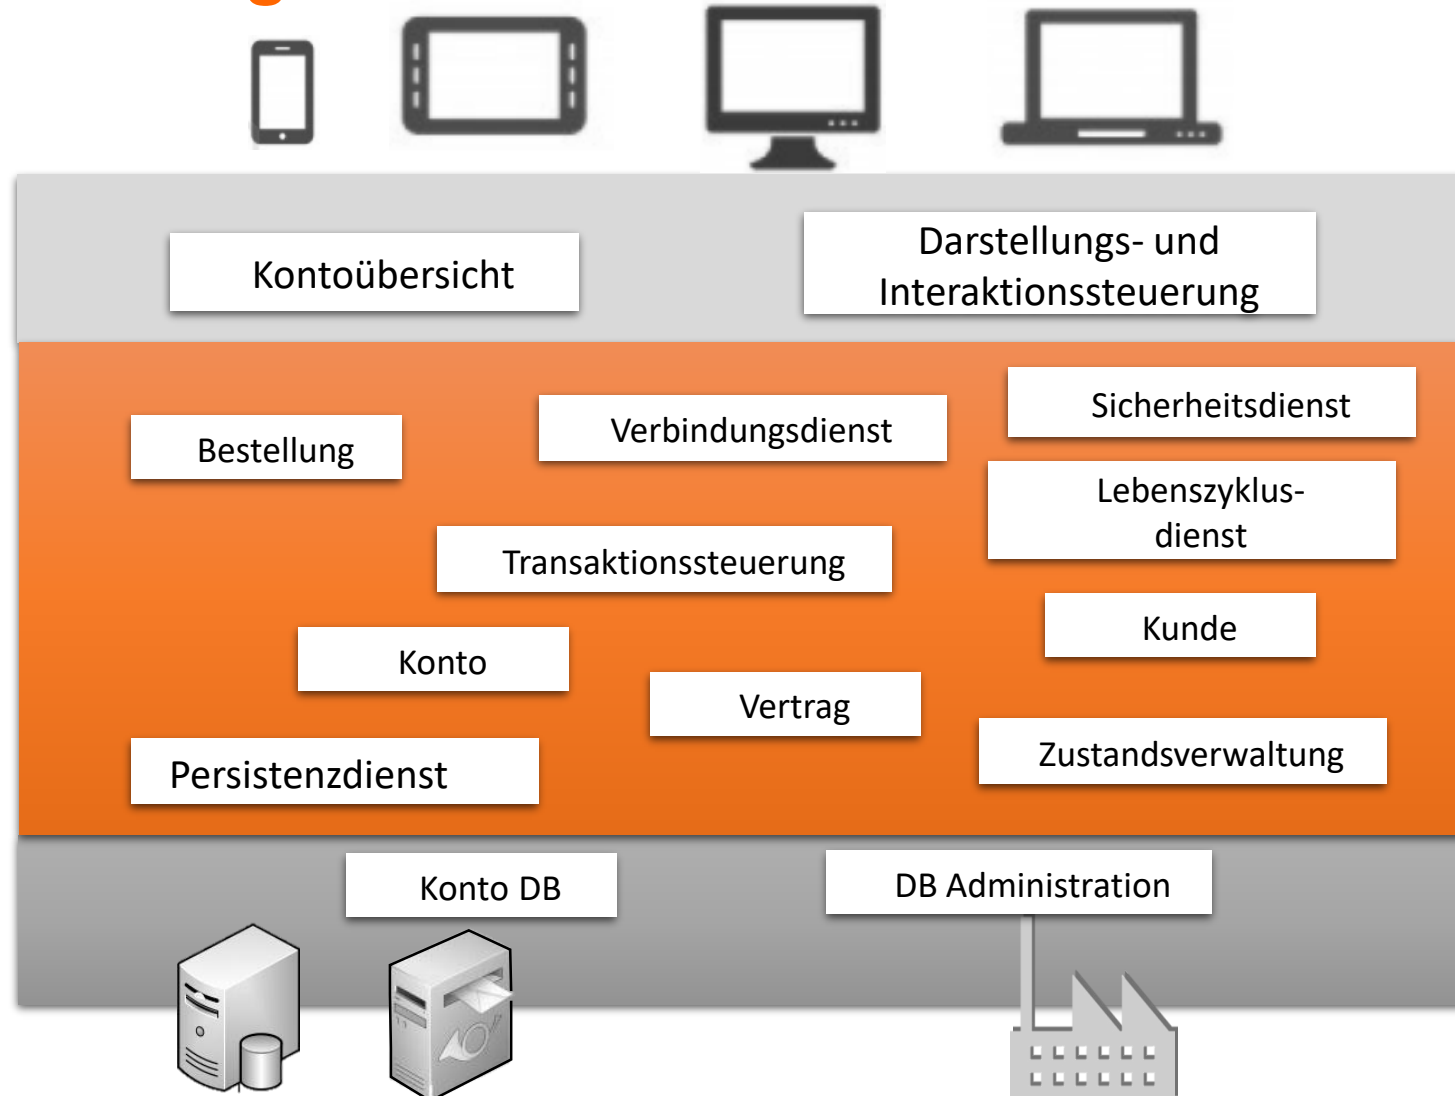 Kontoübersicht
Darstellungs- und
Interaktionssteuerung
Sicherheitsdienst
Verbindungsdienst
Bestellung
Lebenszyklus-
dienst
Transaktionssteuerung
Kunde
Konto
Vertrag
Zustandsverwaltung
Persistenzdienst
Konto DB
DB Administration